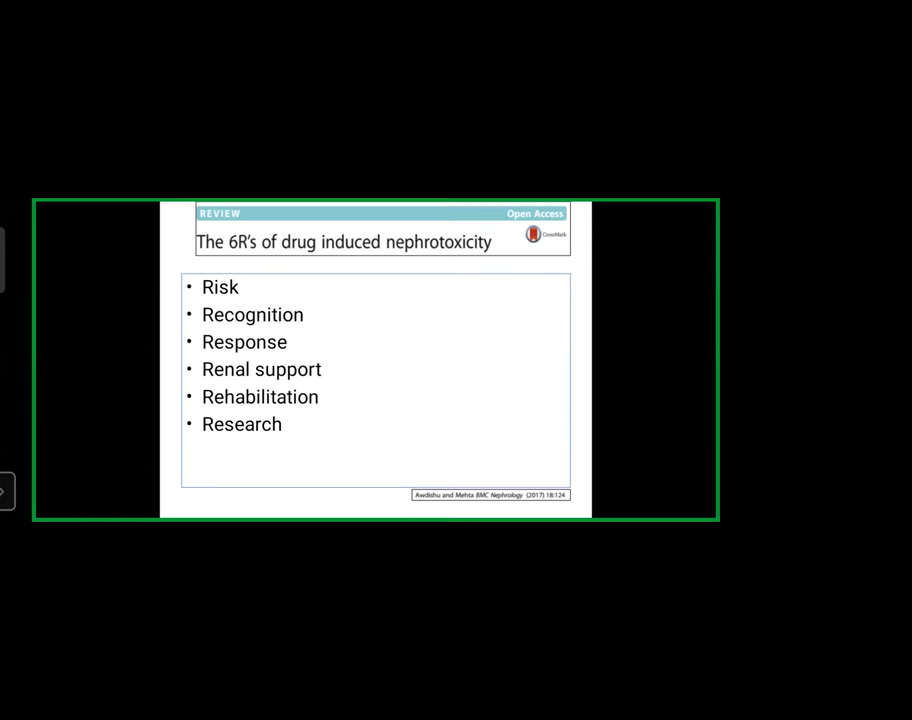 REVIEW Open Access
The 6R's of drug induced nephrotoxicity CrossMark
• Risk
• Recognition
• Response
• Renal support
• Rehabilitation
• Research
Awdishu and Mehta BMC Nephrology (2017) 18:124